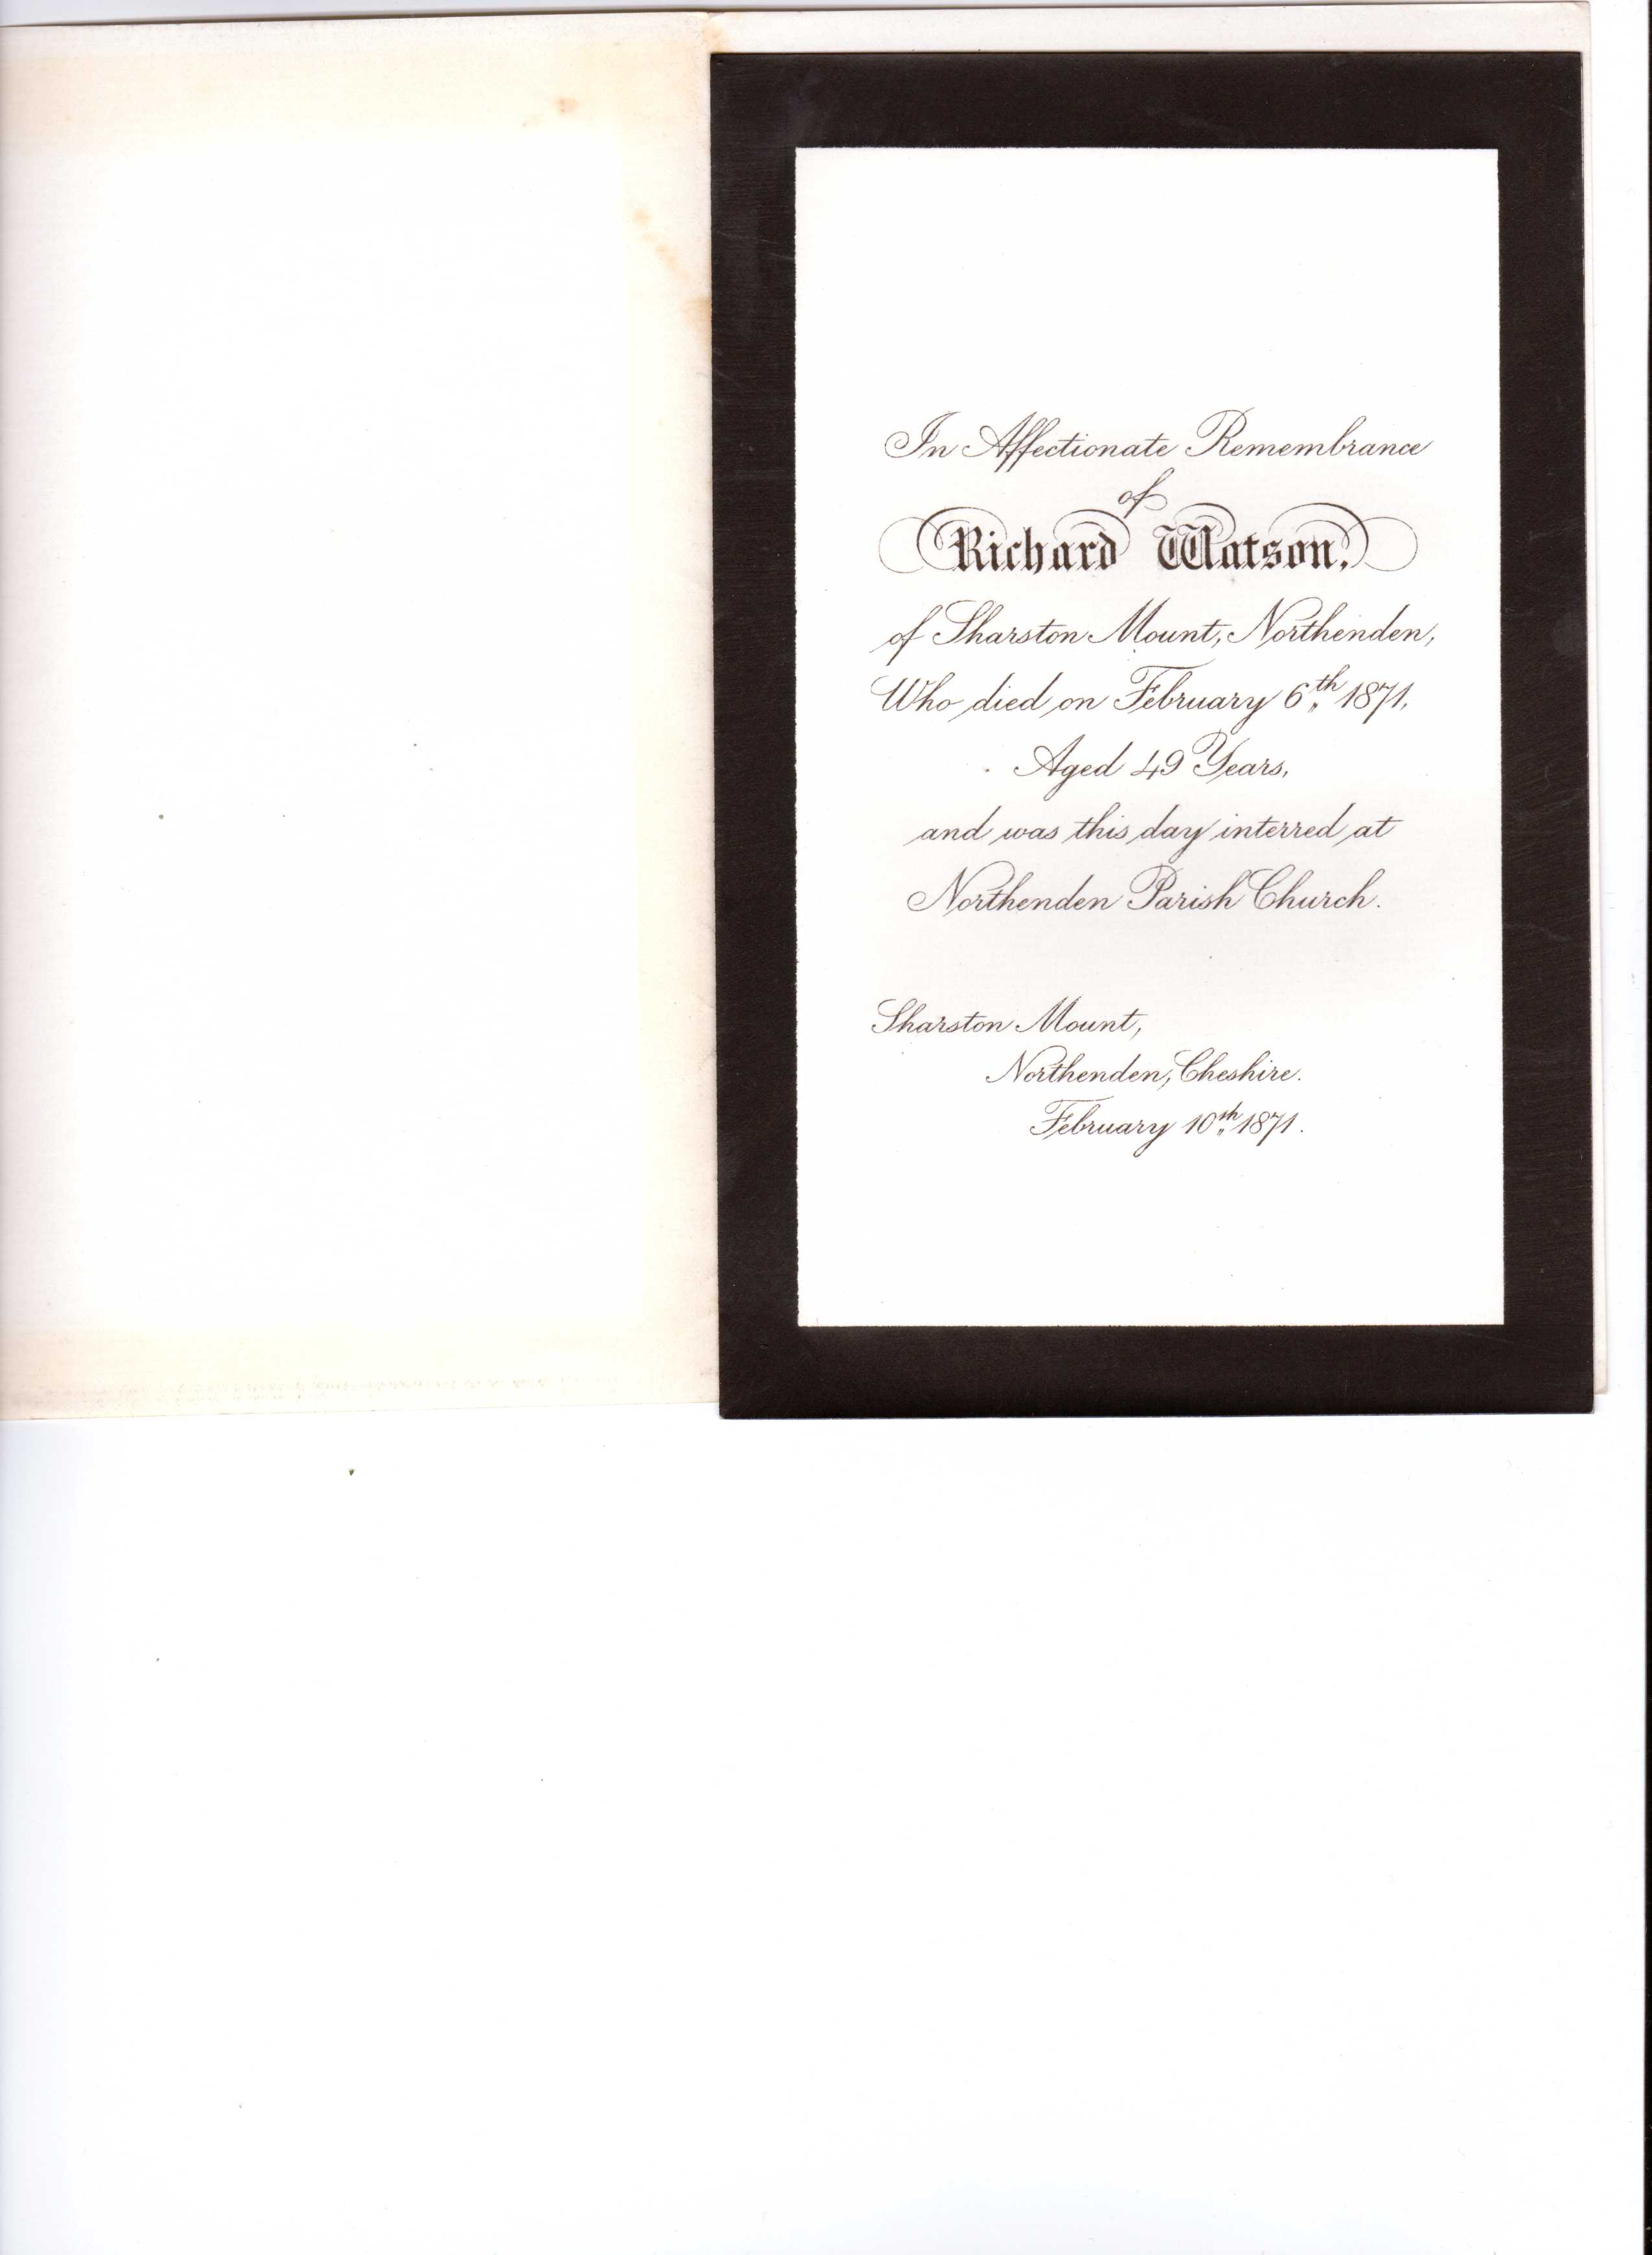 In Affectionate Remembrance
of
Richard Watson,
of Sharston Mount, Northenden,
Who died on February 6th 1871,
Aged 49 Years,
and was this day interred at
Northenden Parish Church.
Sharston Mount,
Northenden, Cheshire.
February 10th 1871.